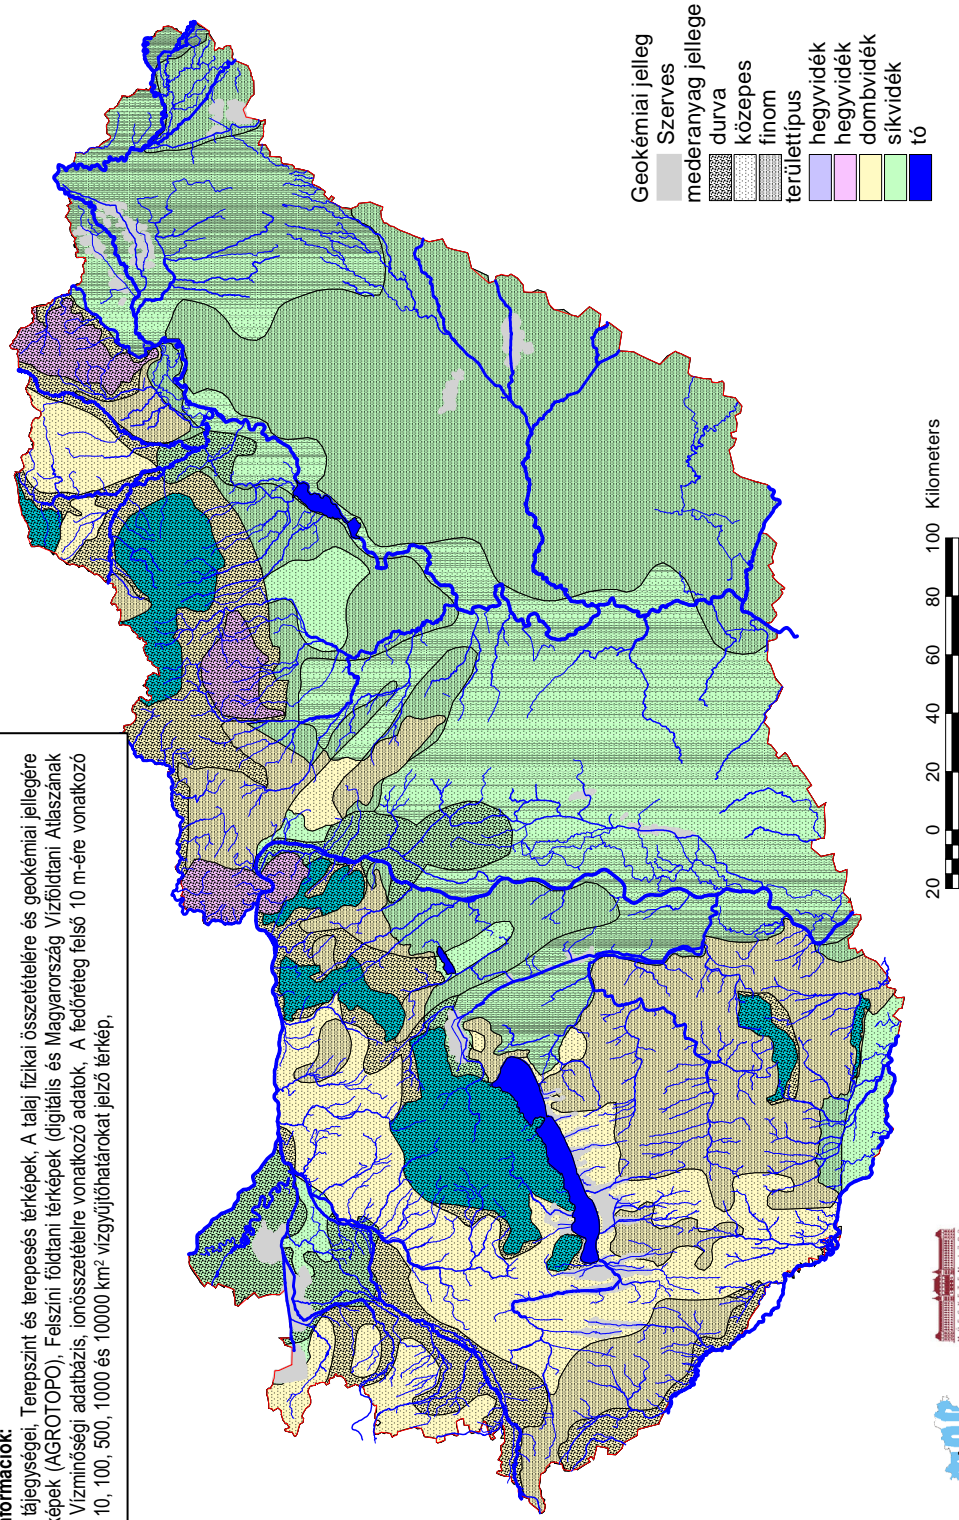 információk:
tájegységei, Terepszint és terepesés térképek, A talaj fizikai összetételére és geokémiai jellegére
képek (AGROTOPO), Felszíni földtani térképek (digitális és Magyarország Vízföldtani Atlaszának
Vízminőségi adatbázis, ionösszetételre vonatkozó adatok, A fedőréteg felső 10 m-ére vonatkozó
10, 100, 500, 1000 és 10000 km² vízgyűjtőhatárokat jelző térkép,
Geokémiai jelleg
Szerves
mederanyag jellege
durva
közepes
finom
területtipus
hegyvidék
hegyvidék
dombvidék
síkvidék
tó
20 0 20 40 60 80 100 Kilometers